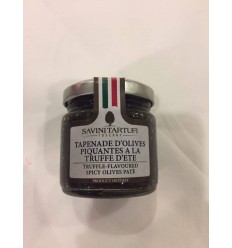 SAVINI TARTUFI
TUSCANY
TAPENADE D'OLIVES
PIQUANTES A LA
TRUFFE D'ETE
TRUFFLE-FLAVOURED
SPICY OLIVES PATÉ